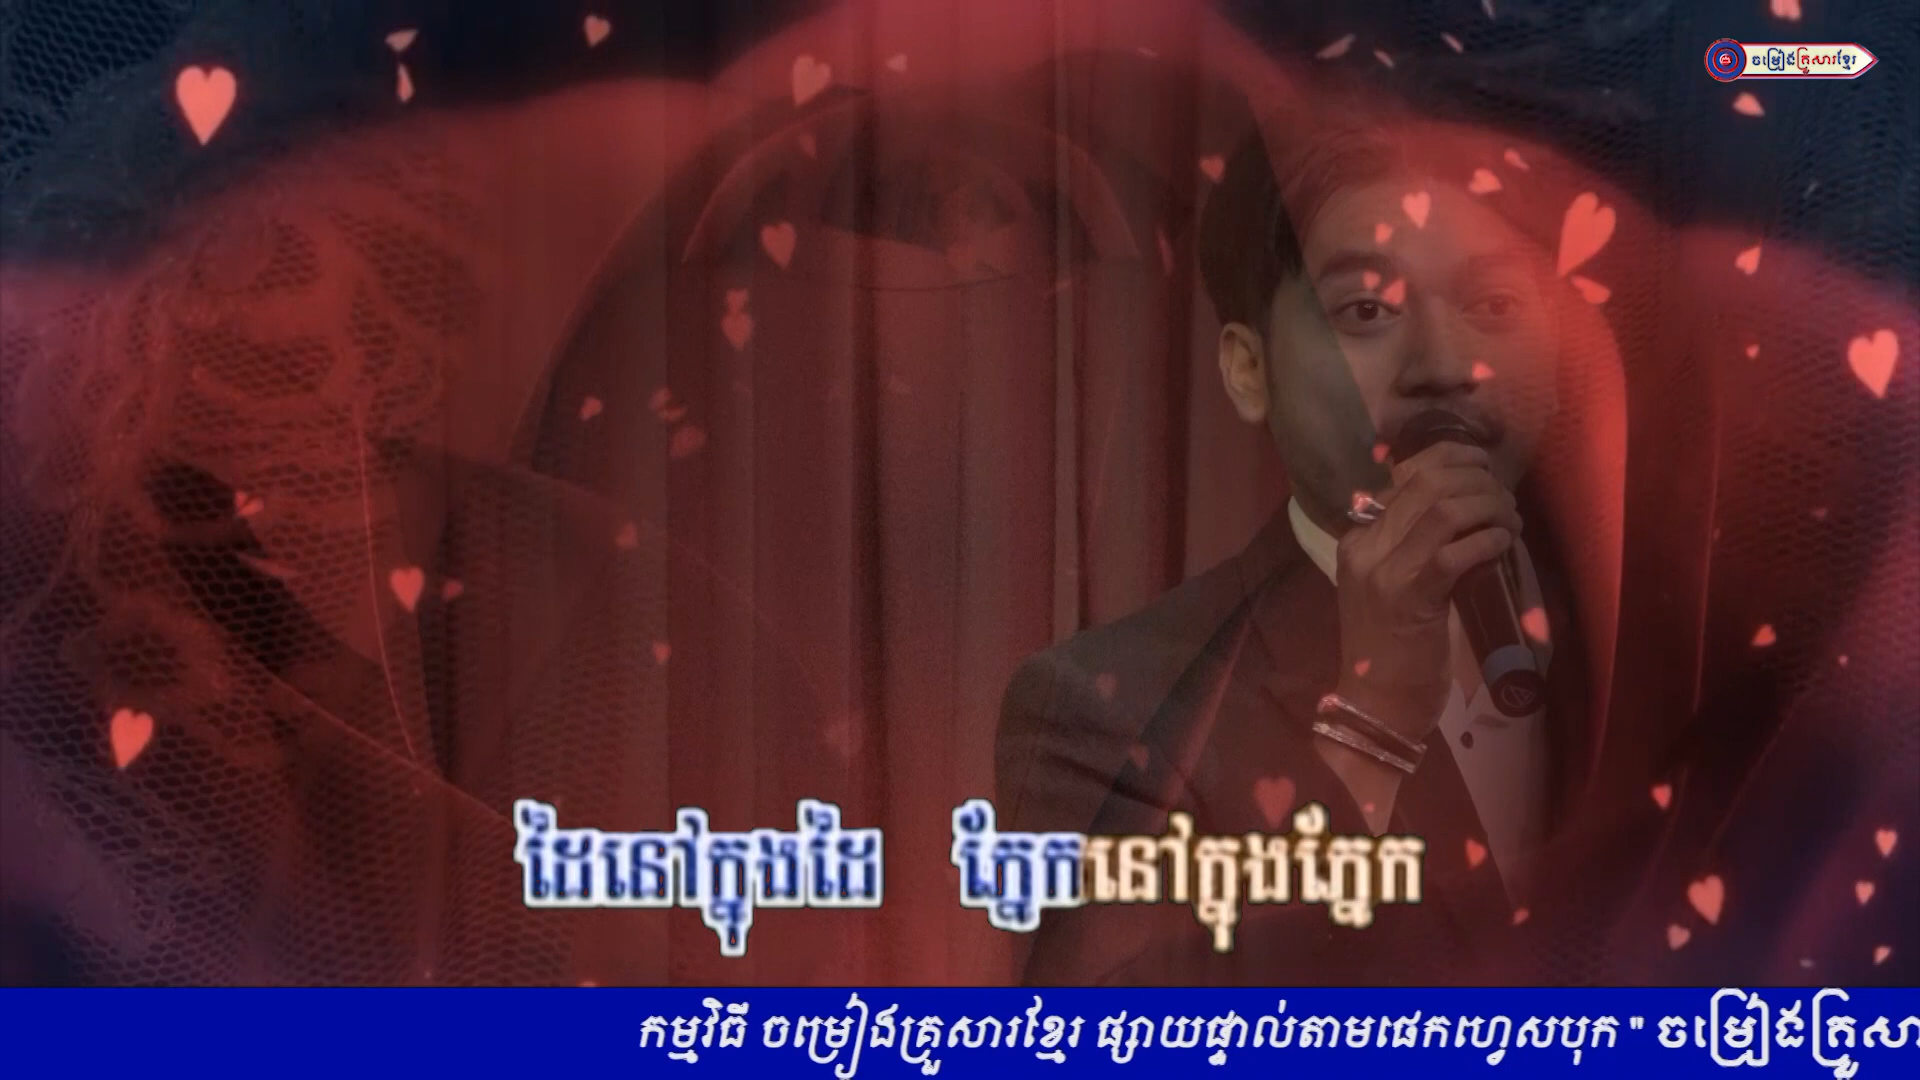 ចម្រៀងគ្រួសារខ្មែរ
ដៃនៅក្នុងដៃ ភ្នែកនៅក្នុងភ្នែក
កម្មវិធី ចម្រៀងគ្រួសារខ្មែរ ផ្សាយផ្ទាល់តាមផេកហ្វេសបុក " ចម្រៀងគ្រួសា